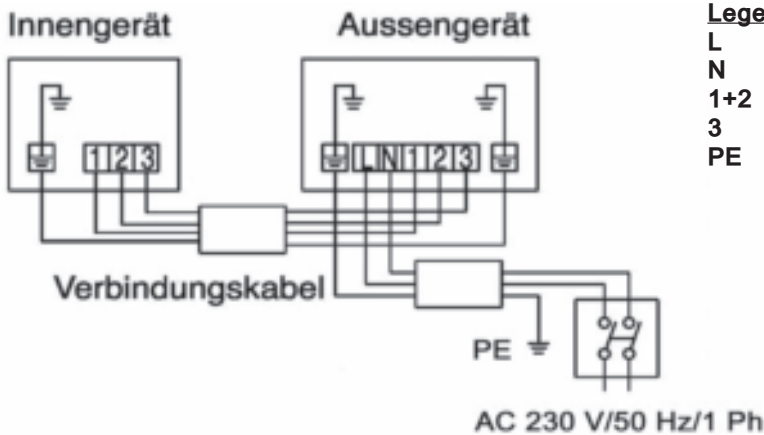 Innengerät Aussengerät
1 2 3
L N 1 2 3
Verbindungskabel
PE
AC 230 V/50 Hz/1 Ph
L
N
1+2
3
PE